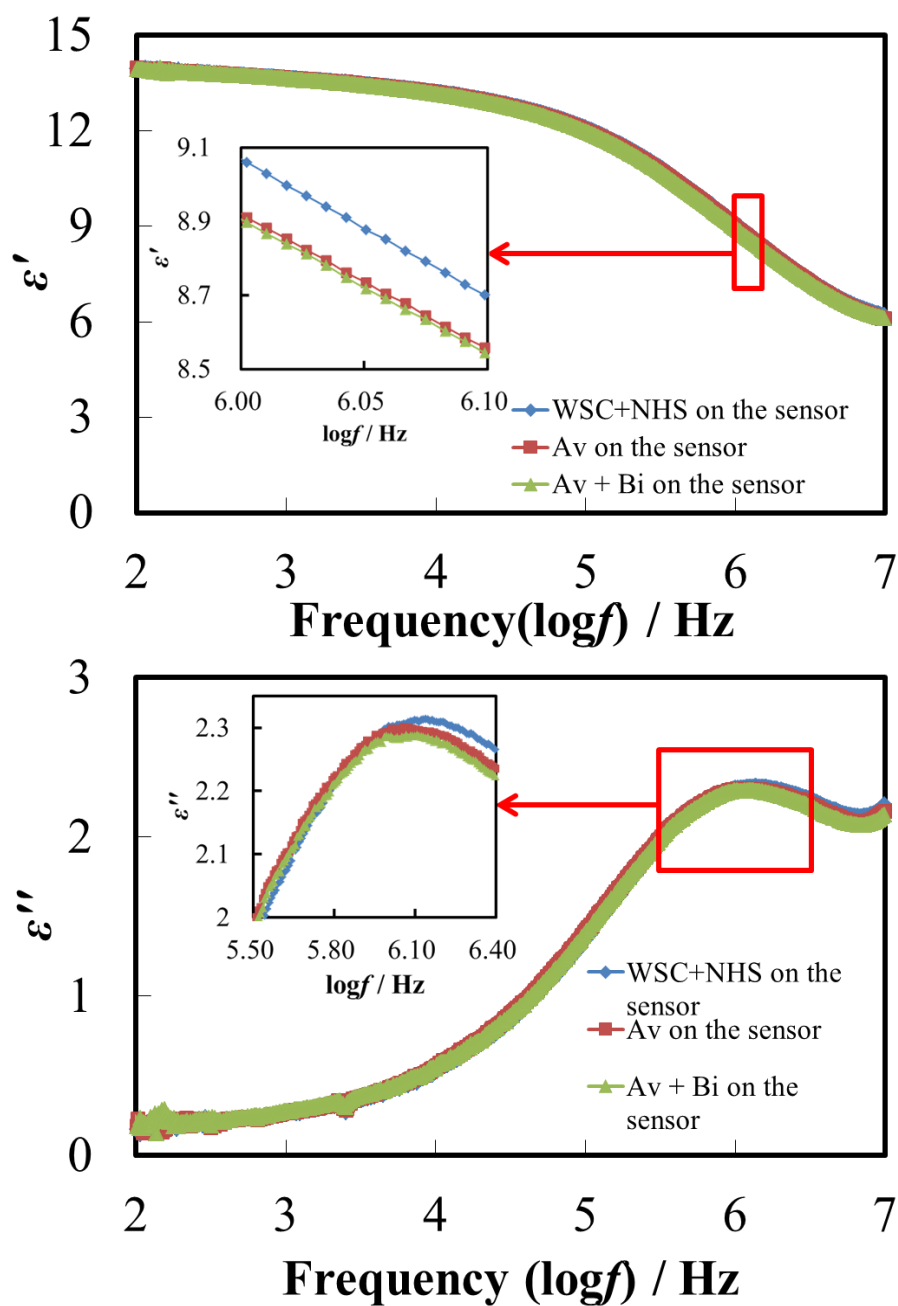 15
12
9
6
3
0
ε′
9.1
8.9
8.7
8.5
ε′
6.00 6.05 6.10
logf / Hz
WSC+NHS on the sensor
Av on the sensor
Av + Bi on the sensor
2 3 4 5 6 7
Frequency(logf) / Hz
3
2
1
0
ε″
2.3
2.2
2.1
2
ε″
5.50 5.80 6.10 6.40
logf / Hz
WSC+NHS on the
sensor
Av on the sensor
Av + Bi on the
sensor
2 3 4 5 6 7
Frequency (logf) / Hz